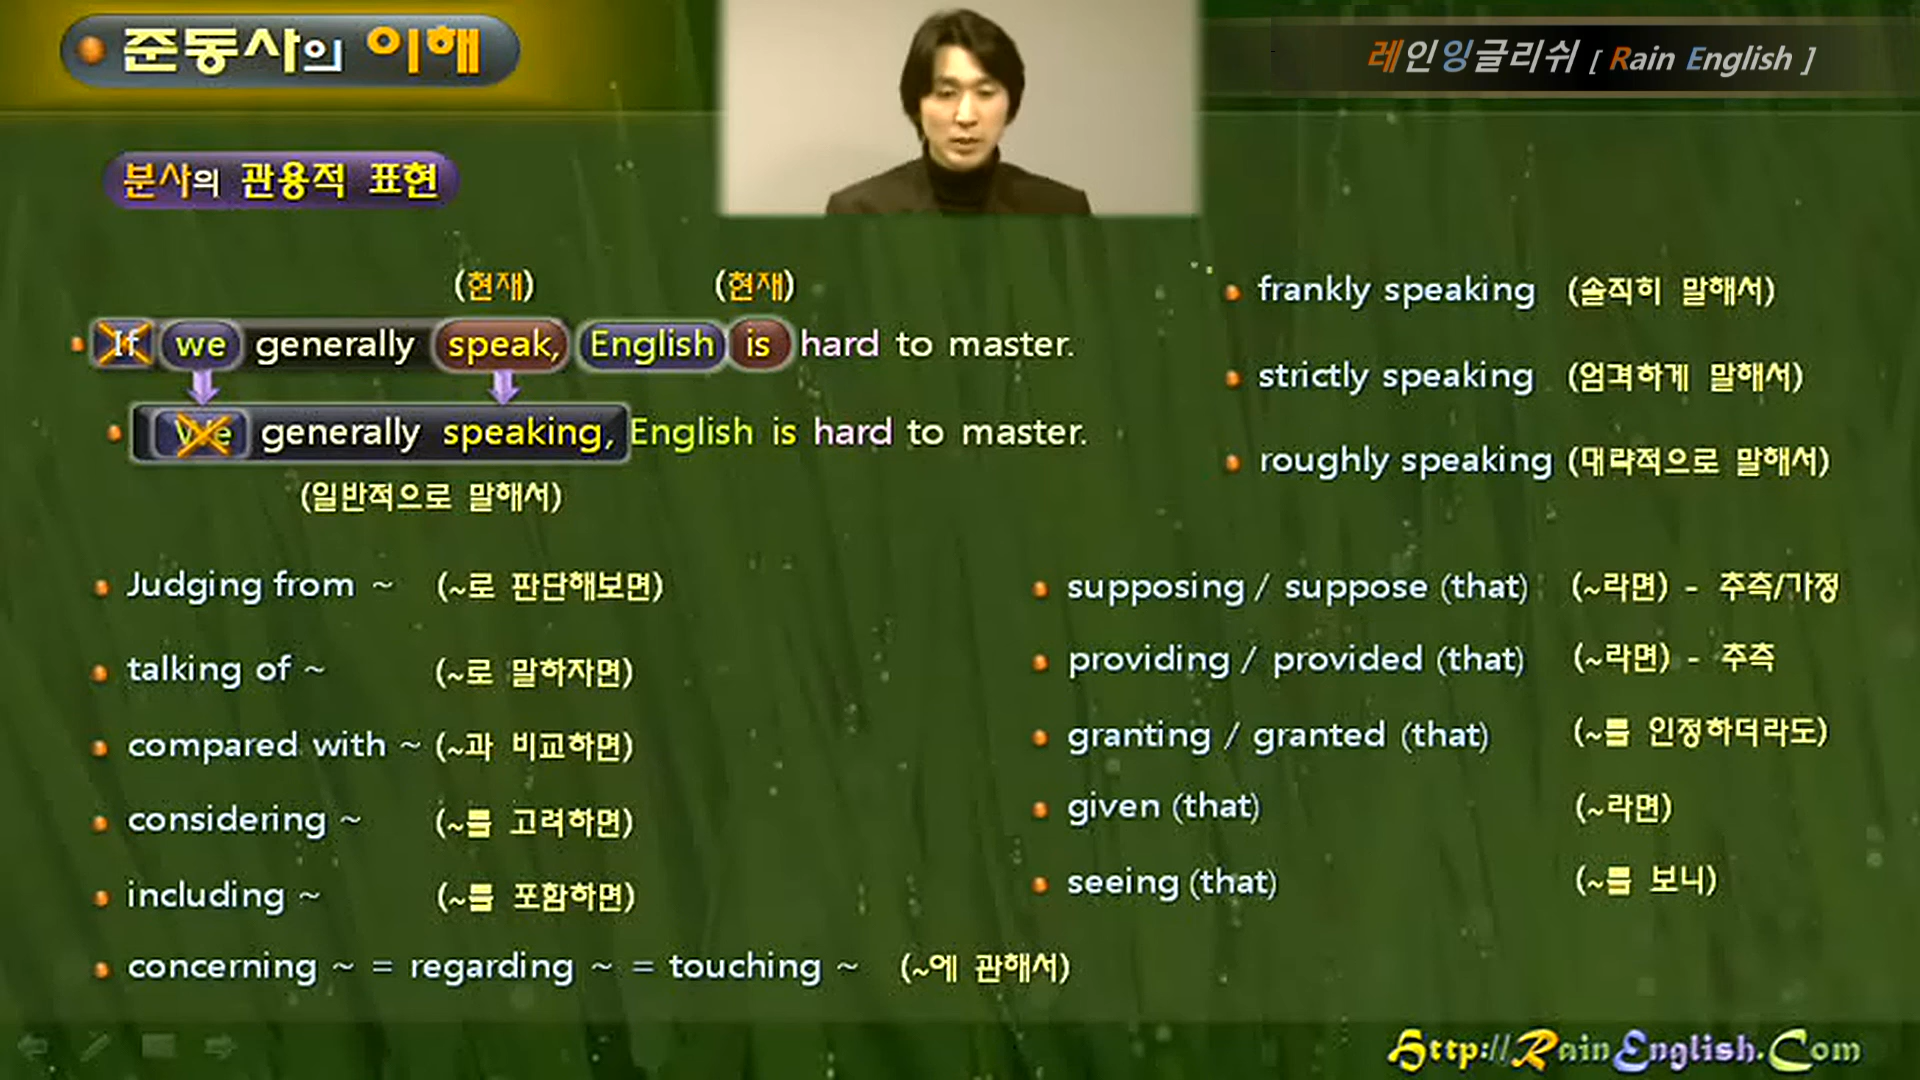 준동사의 이해
레인잉글리쉬 [ Rain English ]
분사의 관용적 표현
(현재) (현재)
If we generally speak, English is hard to master.
We generally speaking, English is hard to master.
(일반적으로 말해서)
frankly speaking (솔직히 말해서)
strictly speaking (엄격하게 말해서)
roughly speaking (대략적으로 말해서)
Judging from ~ (~로 판단해보면)
talking of ~ (~로 말하자면)
compared with ~ (~과 비교하면)
considering ~ (~를 고려하면)
including ~ (~를 포함하면)
concerning ~ = regarding ~ = touching ~ (~에 관해서)
supposing / suppose (that) (~라면) - 추측/가정
providing / provided (that) (~라면) - 추측
granting / granted (that) (~를 인정하더라도)
given (that) (~라면)
seeing (that) (~를 보니)
Http://RainEnglish.Com